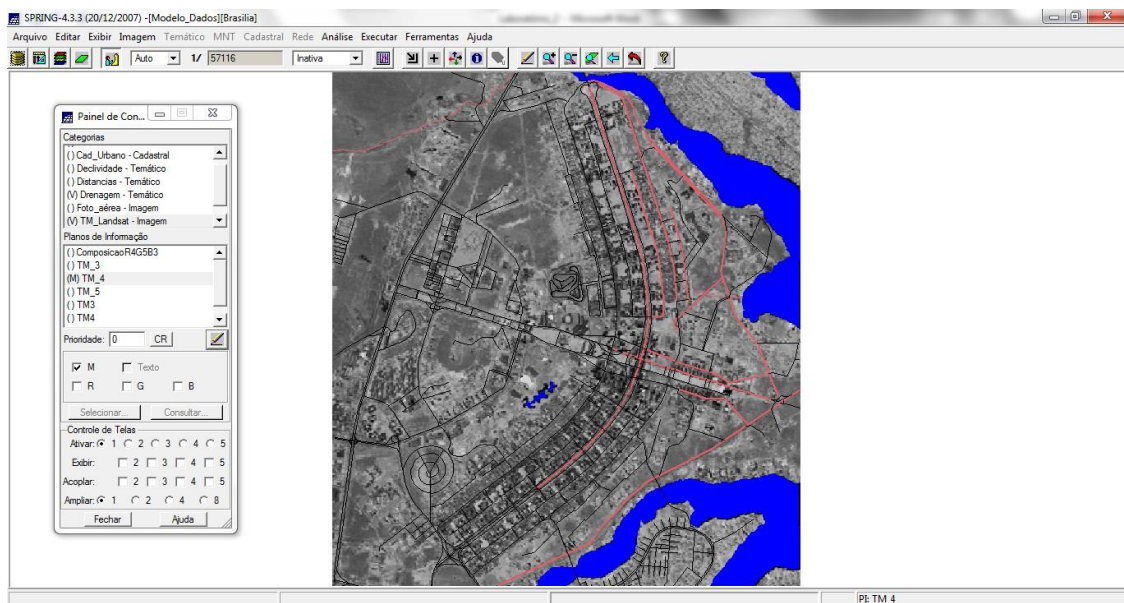 SPRING-4.3.3 (20/12/2007) -[Modelo_Dados][Brasilia]
Arquivo Editar Exibir Imagem Temático MNT Cadastral Rede Análise Executar Ferramentas Ajuda
Auto 1/ 57116 Inativa
Painel de Con...
Categorias
( ) Cad_Urbano - Cadastral
( ) Declividade - Temático
( ) Distancias - Temático
(V) Drenagem - Temático
( ) Foto_aérea - Imagem
(V) TM_Landsat - Imagem
Planos de Informação
( ) ComposicaoR4G5B3
( ) TM_3
(M) TM_4
( ) TM_5
( ) TM3
( ) TM4
Prioridade: 0 CR
M Texto
R G B
Selecionar... Consultar...
Controle de Telas
Ativar: 1 2 3 4 5
Exibir: 2 3 4 5
Acoplar: 2 3 4 5
Ampliar: 1 2 4 8
Fechar Ajuda
PI: TM_4